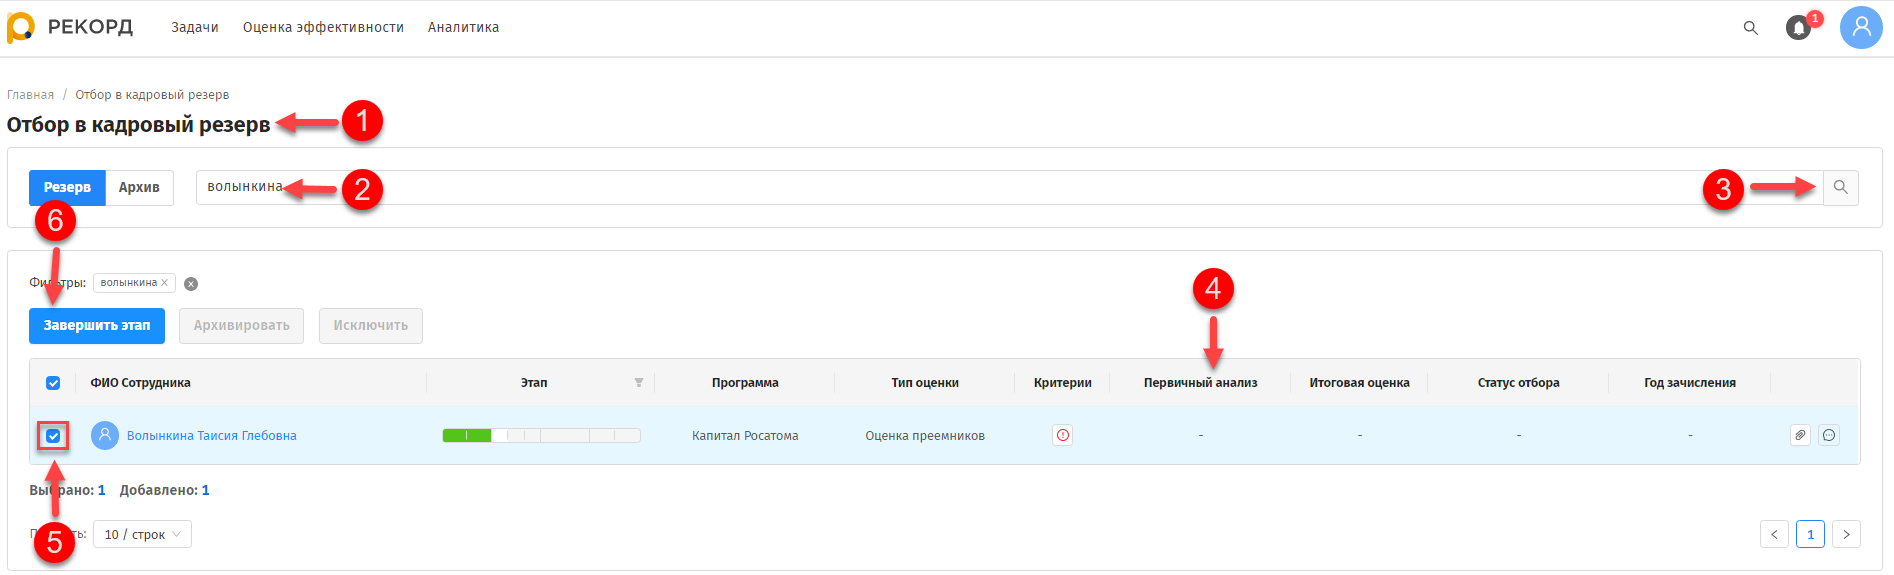 РЕКОРД Задачи Оценка эффективности Аналитика 1
Главная / Отбор в кадровый резерв
Отбор в кадровый резерв 1
Резерв Архив волынкина 2 3
6
Фильтры: волынкина
4
Завершить этап Архивировать Исключить
ФИО Сотрудника Этап Программа Тип оценки Критерии Первичный анализ Итоговая оценка Статус отбора Год зачисления
Волынкина Таисия Глебовна Капитал Росатома Оценка преемников - - - -
Выбрано: 1 Добавлено: 1
5 10 / строк < 1 >